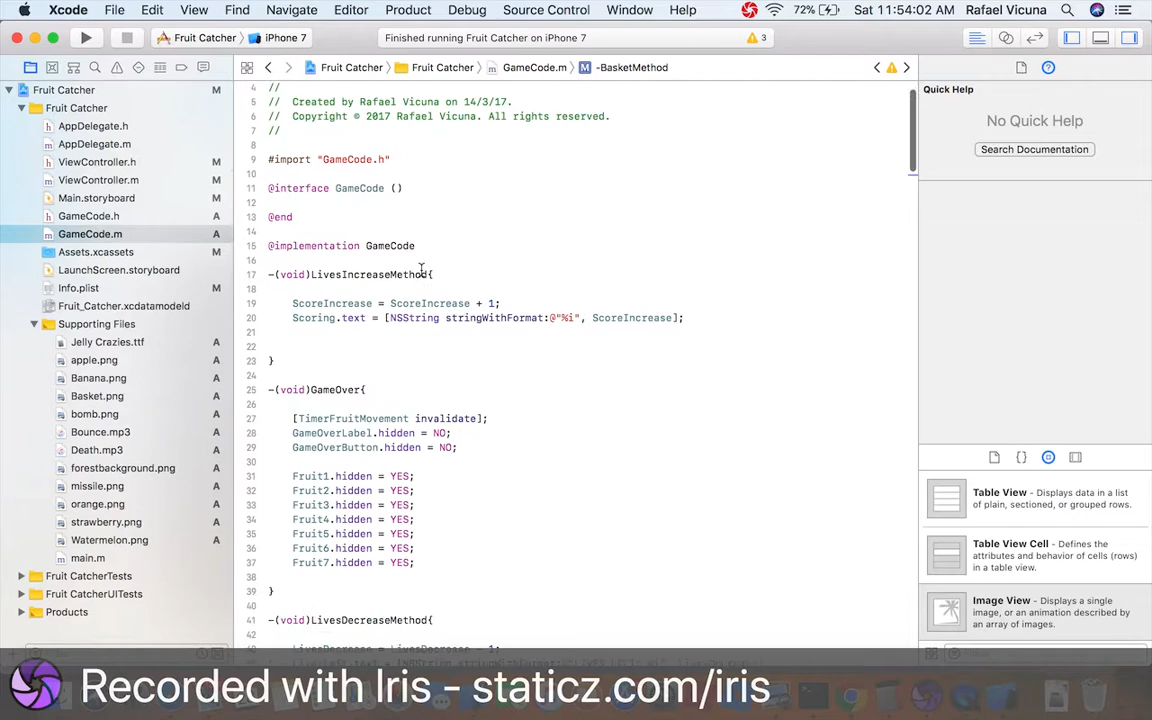 Xcode File Edit View Find Navigate Editor Product Debug Source Control Window Help 72% Sat 11:54:02 AM Rafael Vicuna
Fruit Catcher iPhone 7 Finished running Fruit Catcher on iPhone 7 3
Fruit Catcher Fruit Catcher GameCode.m -BasketMethod
Fruit Catcher M
Fruit Catcher
AppDelegate.h
AppDelegate.m
ViewController.h M
ViewController.m M
Main.storyboard M
GameCode.h A
GameCode.m A
Assets.xcassets M
LaunchScreen.storyboard
Info.plist M
Fruit_Catcher.xcdatamodeld
Supporting Files
Jelly Crazies.ttf A
apple.png A
Banana.png A
Basket.png A
bomb.png A
Bounce.mp3 A
Death.mp3 A
forestbackground.png A
missile.png A
orange.png A
strawberry.png A
Watermelon.png A
main.m
Fruit CatcherTests
Fruit CatcherUITests
Products
4 //
5 // Created by Rafael Vicuna on 14/3/17.
6 // Copyright © 2017 Rafael Vicuna. All rights reserved.
7 //
8
9 #import "GameCode.h"
10
11 @interface GameCode ()
12
13 @end
14
15 @implementation GameCode
16
17 -(void)LivesIncreaseMethod{
18
19 ScoreIncrease = ScoreIncrease + 1;
20 Scoring.text = [NSString stringWithFormat:@"%i", ScoreIncrease];
21
22
23 }
24
25 -(void)GameOver{
26
27 [TimerFruitMovement invalidate];
28 GameOverLabel.hidden = NO;
29 GameOverButton.hidden = NO;
30
31 Fruit1.hidden = YES;
32 Fruit2.hidden = YES;
33 Fruit3.hidden = YES;
34 Fruit4.hidden = YES;
35 Fruit5.hidden = YES;
36 Fruit6.hidden = YES;
37 Fruit7.hidden = YES;
38
39 }
40
41 -(void)LivesDecreaseMethod{
42
LivesDecrease = LivesDecrease - 1;
Quick Help
No Quick Help
Search Documentation
Table View - Displays data in a list
of plain, sectioned, or grouped rows.
Table View Cell - Defines the
attributes and behavior of cells (rows)
in a table view.
Image View - Displays a single
image, or an animation described by
an array of images.
Recorded with Iris - staticz.com/iris